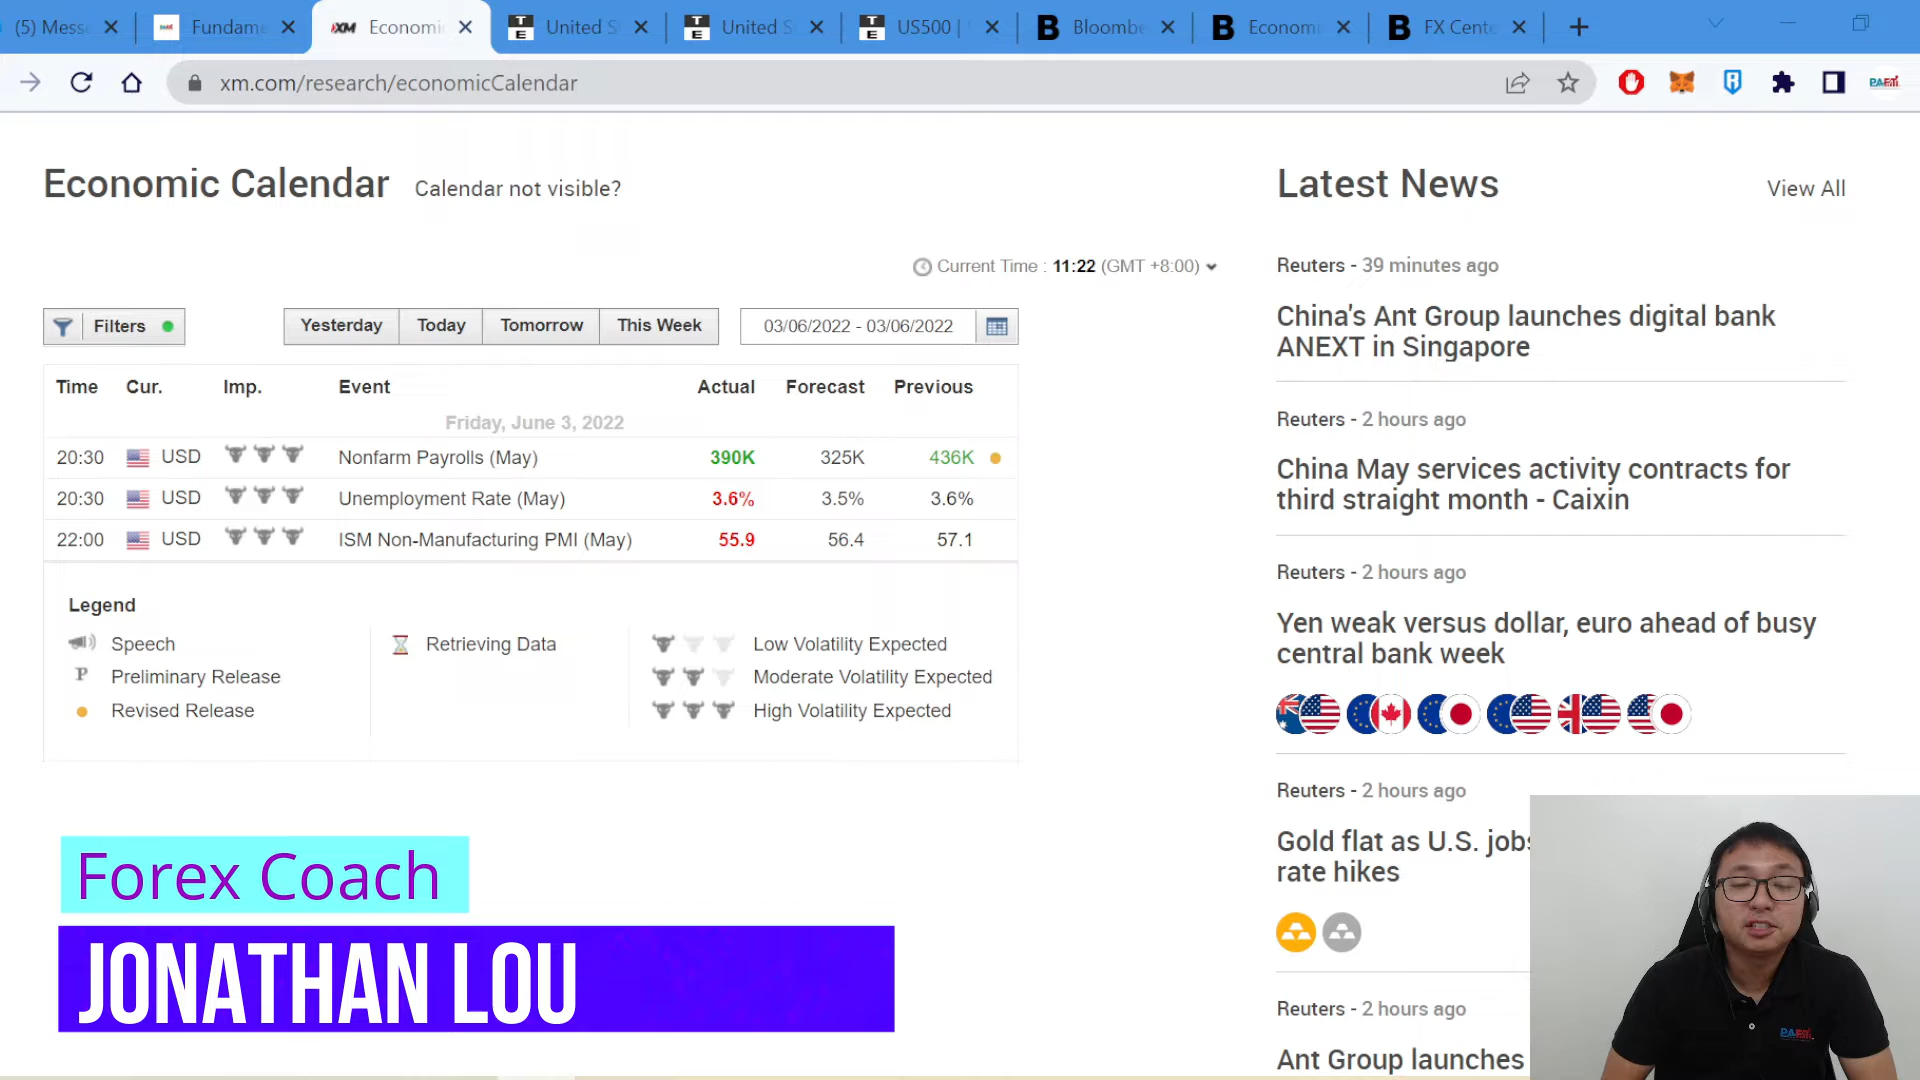 (5) Mess
Fundame
XM
Economi
TE
United S
TE
United S
TE
US500 |
B
Bloombe
B
Econom
B
FX Cente
xm.com/research/economicCalendar
PAFM
Economic Calendar
Calendar not visible?
Current Time : 11:22 (GMT +8:00)
Filters
Yesterday
Today
Tomorrow
This Week
03/06/2022 - 03/06/2022
Time Cur. Imp. Event Actual Forecast Previous
Friday, June 3, 2022
20:30 USD Nonfarm Payrolls (May) 390K 325K 436K
20:30 USD Unemployment Rate (May) 3.6% 3.5% 3.6%
22:00 USD ISM Non-Manufacturing PMI (May) 55.9 56.4 57.1
Legend
Speech
P Preliminary Release
Revised Release
Retrieving Data
Low Volatility Expected
Moderate Volatility Expected
High Volatility Expected
Latest News
View All
Reuters - 39 minutes ago
China's Ant Group launches digital bank
ANEXT in Singapore
Reuters - 2 hours ago
China May services activity contracts for
third straight month - Caixin
Reuters - 2 hours ago
Yen weak versus dollar, euro ahead of busy
central bank week
Reuters - 2 hours ago
Gold flat as U.S. jobs
rate hikes
Reuters - 2 hours ago
Ant Group launches
Forex Coach
JONATHAN LOU